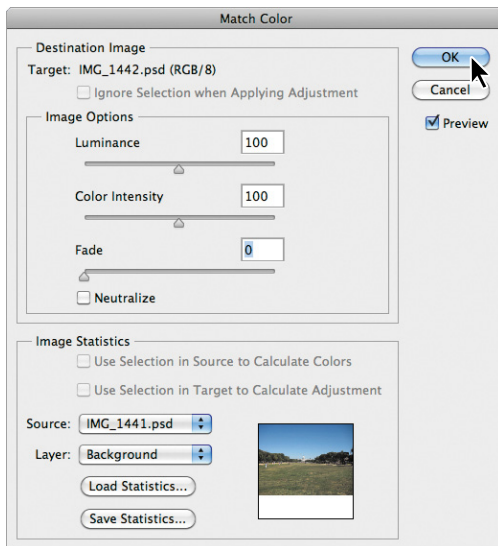 Match Color
Destination Image
Target: IMG_1442.psd (RGB/8)
Ignore Selection when Applying Adjustment
Image Options
Luminance 100
Color Intensity 100
Fade 0
Neutralize
OK
Cancel
Preview
Image Statistics
Use Selection in Source to Calculate Colors
Use Selection in Target to Calculate Adjustment
Source: IMG_1441.psd
Layer: Background
Load Statistics...
Save Statistics...